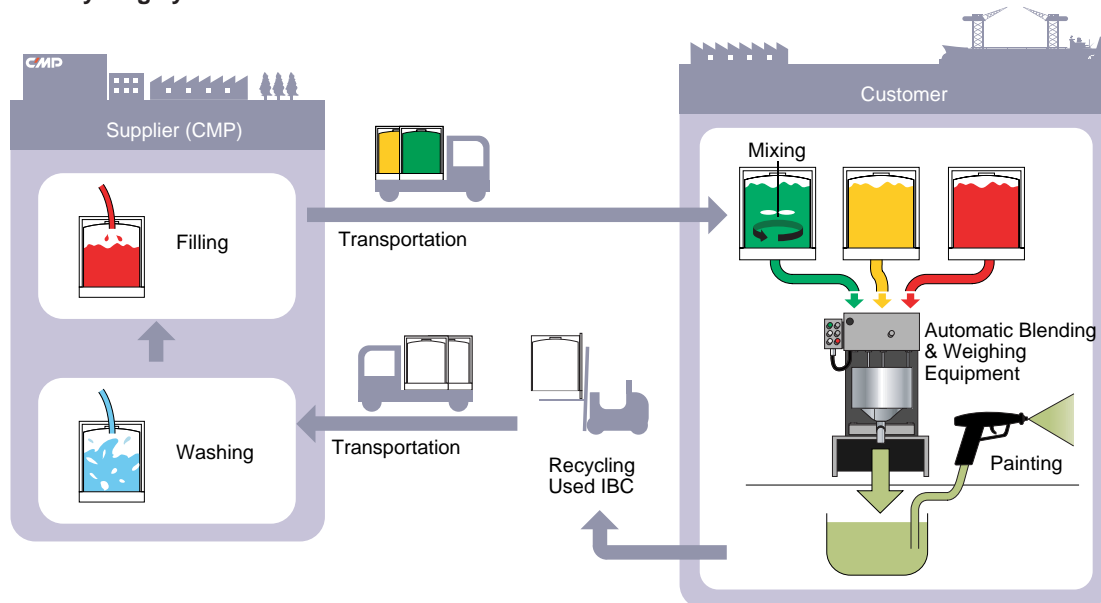 CMP
Supplier (CMP)
Filling
Washing
Transportation
Transportation
Recycling
Used IBC
Customer
Mixing
Automatic Blending
& Weighing
Equipment
Painting